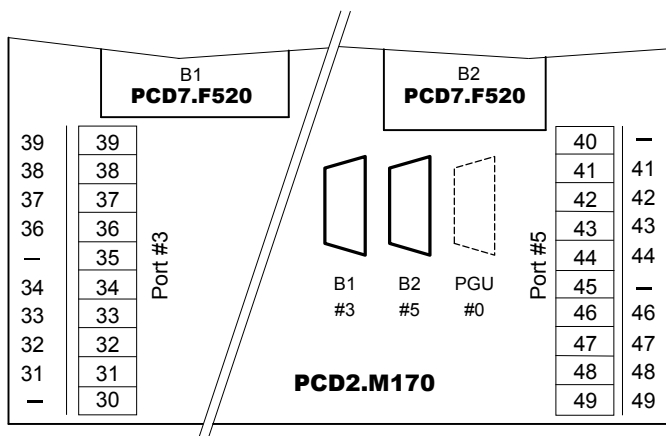 B1
PCD7.F520
B2
PCD7.F520
39 39
38 38
37 37
36 36
– 35
34 34
33 33
32 32
31 31
– 30
Port #3
B1 B2 PGU
#3 #5 #0
Port #5
40 –
41 41
42 42
43 43
44 44
45 –
46 46
47 47
48 48
49 49
PCD2.M170